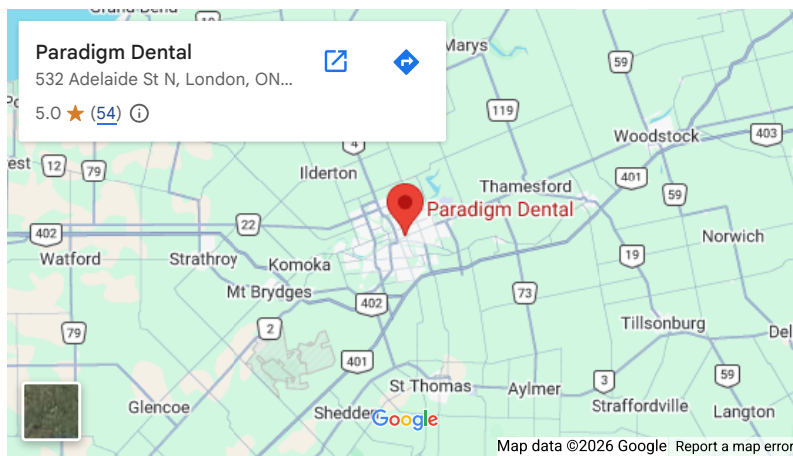 Grand Bend
Paradigm Dental
532 Adelaide St N, London, ON...
5.0 ★ (54)
Marys
59
119
Woodstock
403
4
est
12
79
Ilderton
Thamesford
401
59
Paradigm Dental
22
402
Watford
Strathroy
Komoka
Norwich
19
Mt Brydges
402
73
79
2
Tillsonburg
Del
401
St Thomas
Aylmer
3
59
Glencoe
Shedden
Straffordville
Langton
Google
Map data ©2026 Google
Report a map error